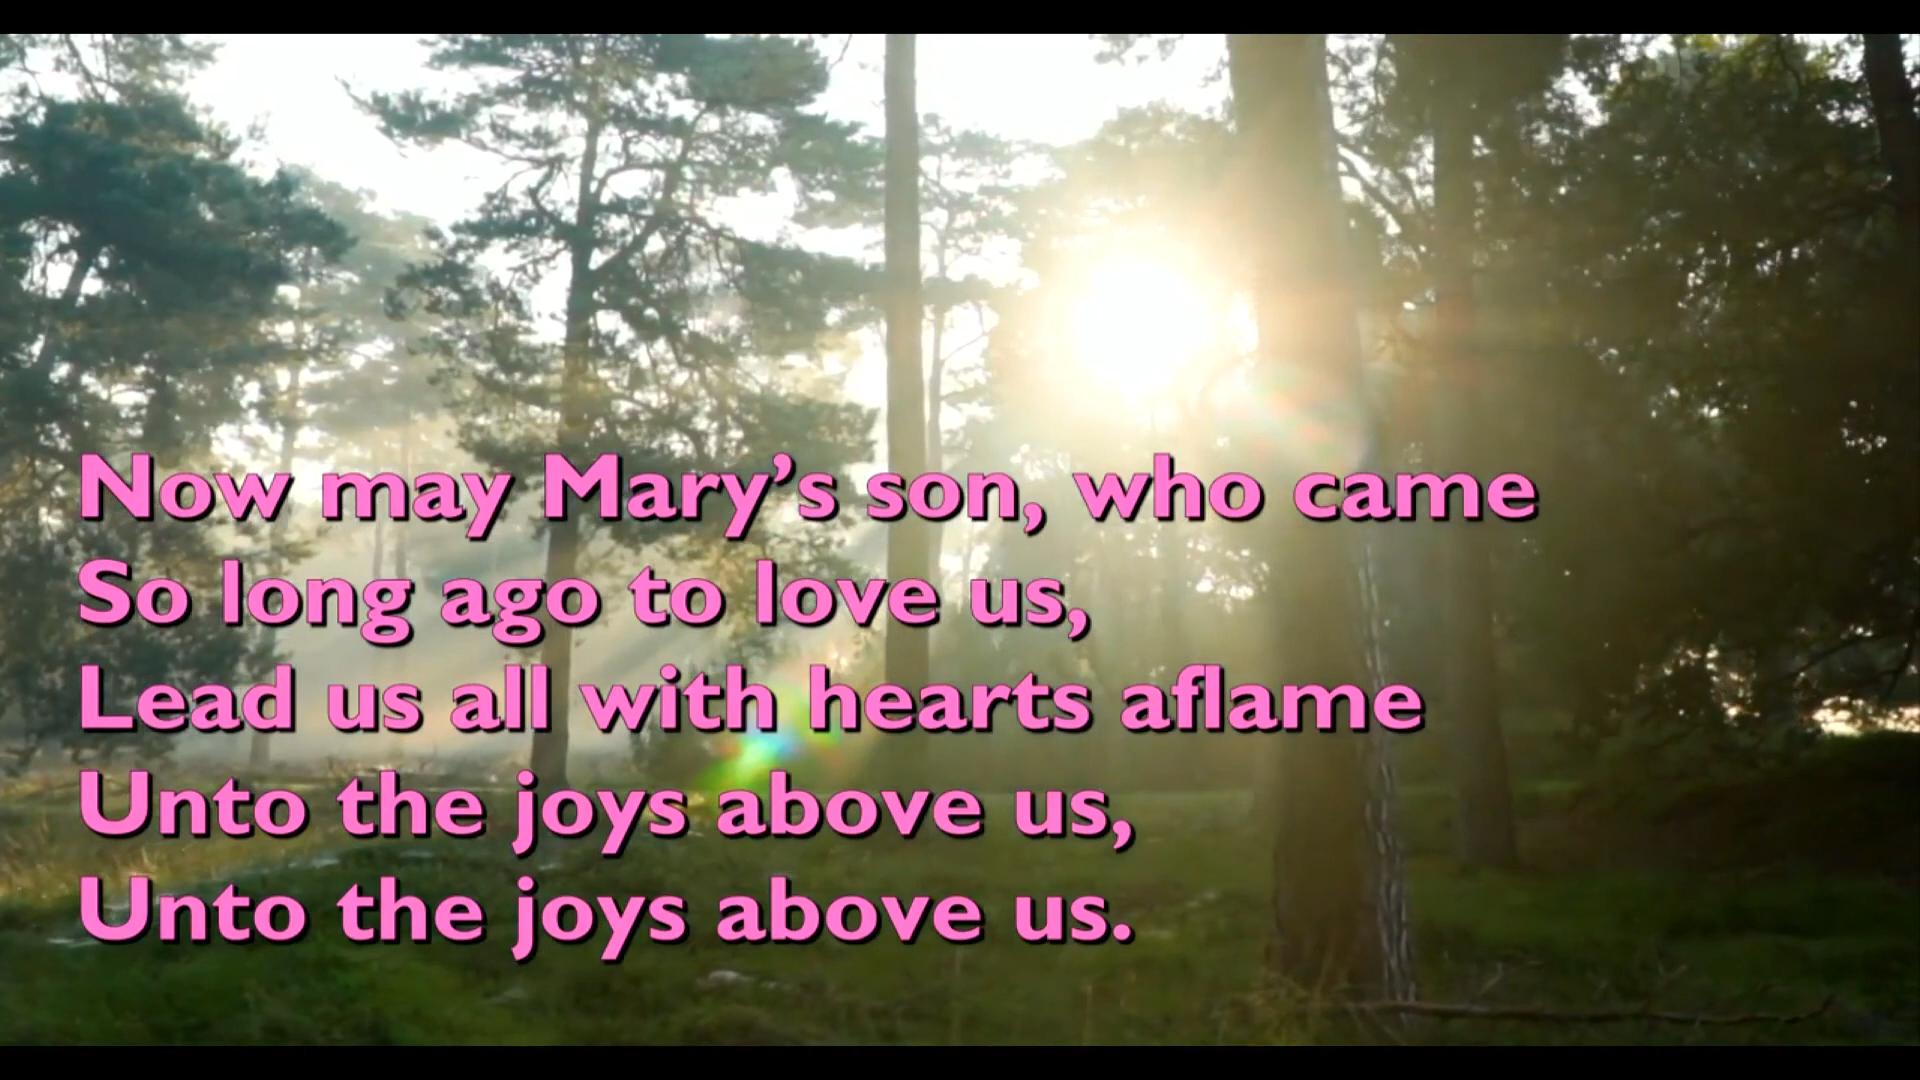 Now may Mary’s son, who came
So long ago to love us,
Lead us all with hearts aflame
Unto the joys above us,
Unto the joys above us.